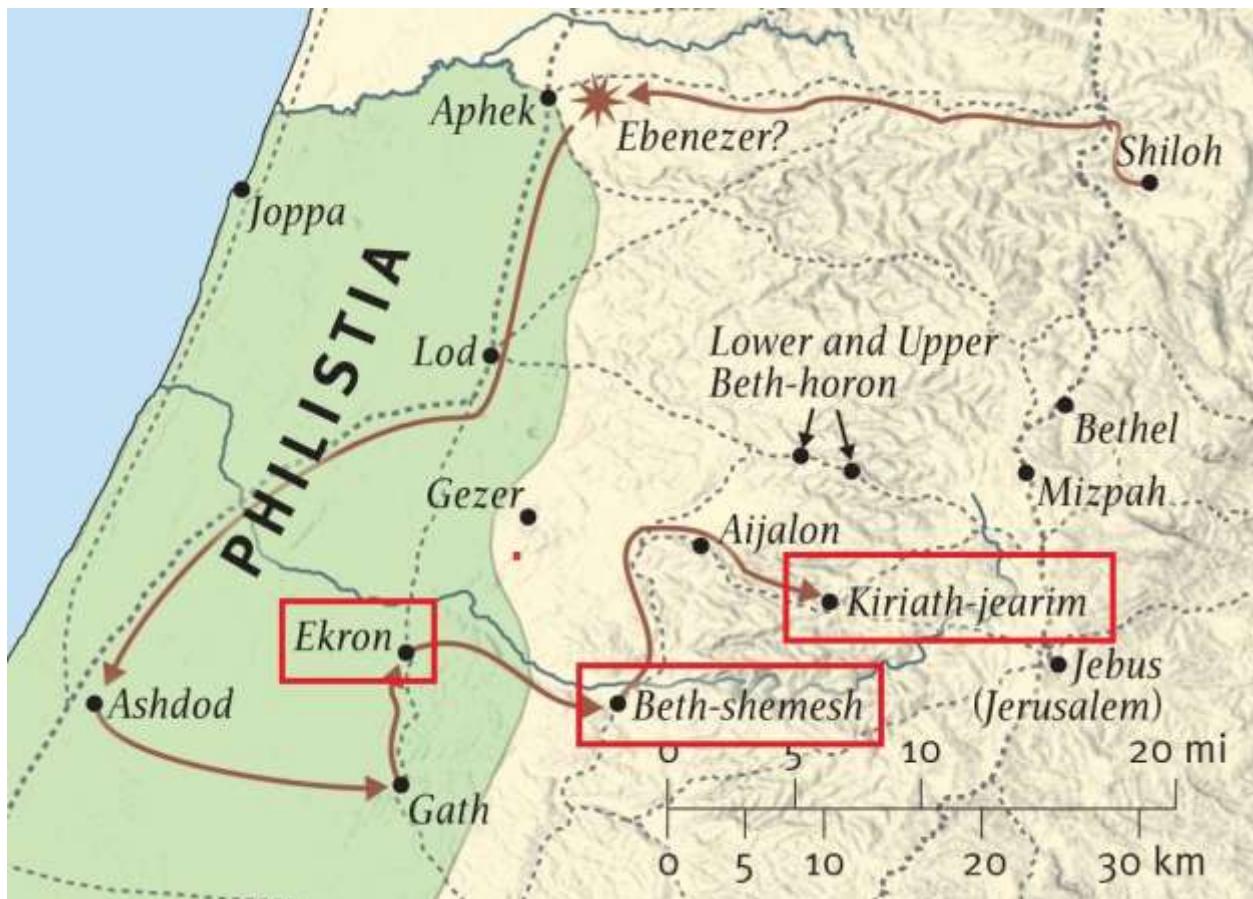 Aphek
Ebenezer?
Shiloh
Joppa
PHILISTIA
Lod
Lower and Upper
Beth-horon
Bethel
Mizpah
Gezer
Aijalon
Kiriath-jearim
Ekron
Jebus
(Jerusalem)
Ashdod
Beth-shemesh
Gath
0 5 10 20 mi
0 5 10 20 30 km